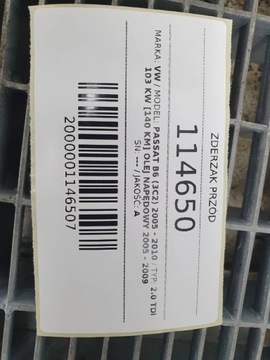 ZDERZAK PRZÓD
114650
MARKA: VW / MODEL: PASSAT B6 (3C2) 2005 - 2010 / TYP: 2.0 TDI
103 KW [140 KM] OLEJ NAPĘDOWY 2005 - 2009
SN: --- / JAKOŚĆ: A
2000001146507